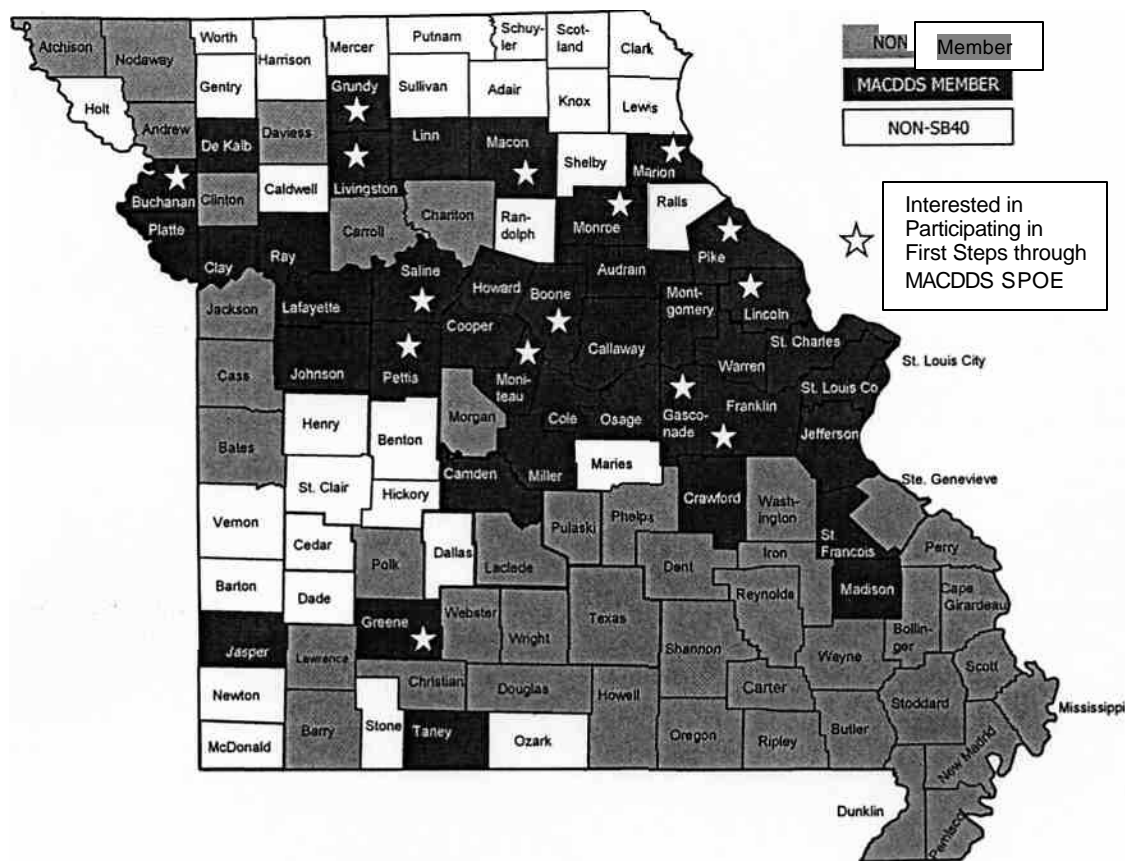 Atchison
Nodaway
Worth
Harrison
Mercer
Putnam
Schuy-
ler
Scot-
land
Clark
NON
Member
MACDDS MEMBER
NON-SB40
Interested in
Participating in
First Steps through
MACDDS SPOE
Holt
Gentry
Grundy
Sullivan
Adair
Knox
Lewis
Andrew
De Kalb
Daviess
Linn
Macon
Shelby
Marion
Buchanan
Clinton
Caldwell
Livingston
Chariton
Ran-
dolph
Monroe
Ralls
Platte
Clay
Ray
Carroll
Saline
Howard
Boone
Audrain
Pike
Jackson
Lafayette
Cooper
Callaway
Mont-
gomery
Lincoln
St. Charles
St. Louis City
Cass
Johnson
Pettis
Moni-
teau
Warren
St. Louis Co
Bates
Henry
Benton
Morgan
Cole
Osage
Gasco-
nade
Franklin
Jefferson
St. Clair
Hickory
Camden
Miller
Maries
Crawford
Wash-
ington
Ste. Genevieve
Vernon
Cedar
Polk
Dallas
Laclede
Pulaski
Phelps
Dent
Iron
St.
Francois
Perry
Barton
Dade
Greene
Webster
Wright
Texas
Reynolds
Madison
Bollin-
ger
Cape
Girardeau
Jasper
Lawrence
Christian
Douglas
Howell
Shannon
Carter
Wayne
Stoddard
Scott
Mississippi
Newton
McDonald
Barry
Stone
Taney
Ozark
Oregon
Ripley
Butler
New Madrid
Dunklin
Pemiscot